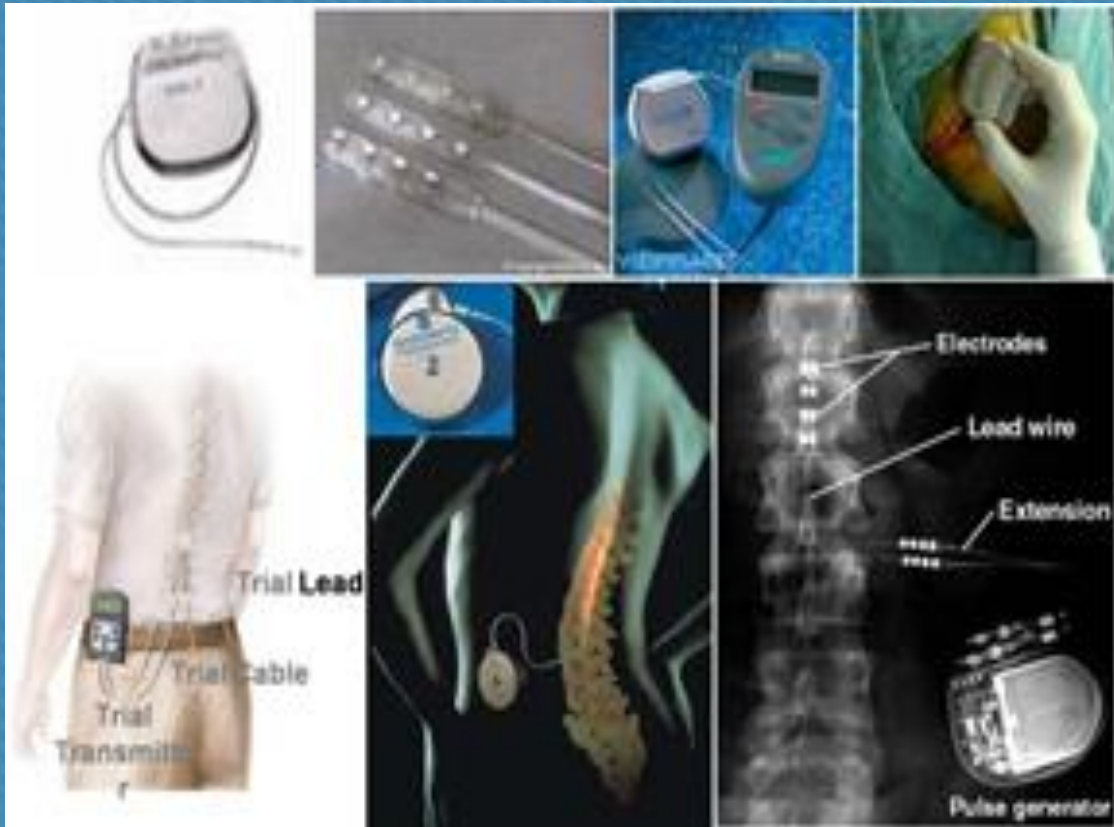 Trial Lead
Trial Cable
Trial
Transmitte
r
Electrodes
Lead wire
Extension
Pulse generator